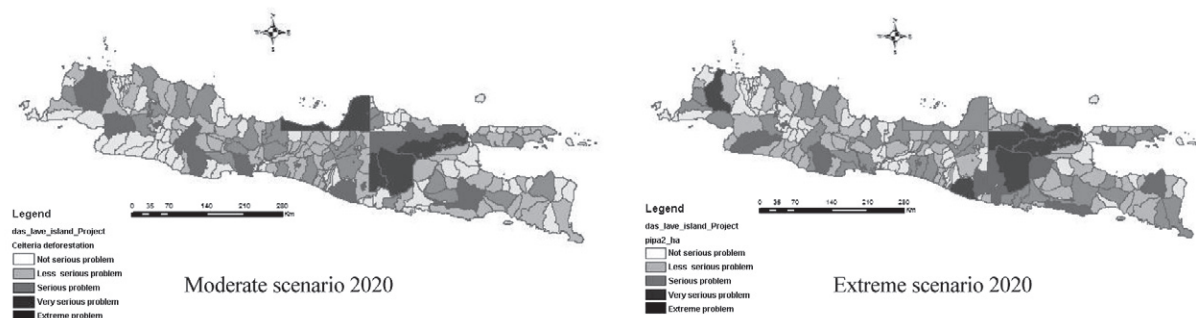 N
W E
S
Legend
das_lave_island_Project
Ceiteria deforestation
Not serious problem
Less serious problem
Serious problem
Very serious problem
Extreme problem
0 35 70 140 210 280
Km
Moderate scenario 2020
N
W E
S
Legend
das_lave_island_Project
pipa2_ha
Not serious problem
Less serious problem
Serious problem
Very serious problem
Extreme problem
0 35 70 140 210 280
Km
Extreme scenario 2020